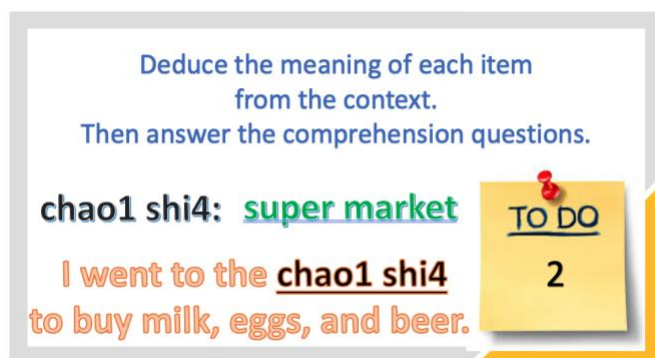 Deduce the meaning of each item
from the context.
Then answer the comprehension questions.
chao1 shi4: super market
I went to the chao1 shi4
to buy milk, eggs, and beer.
TO DO
2